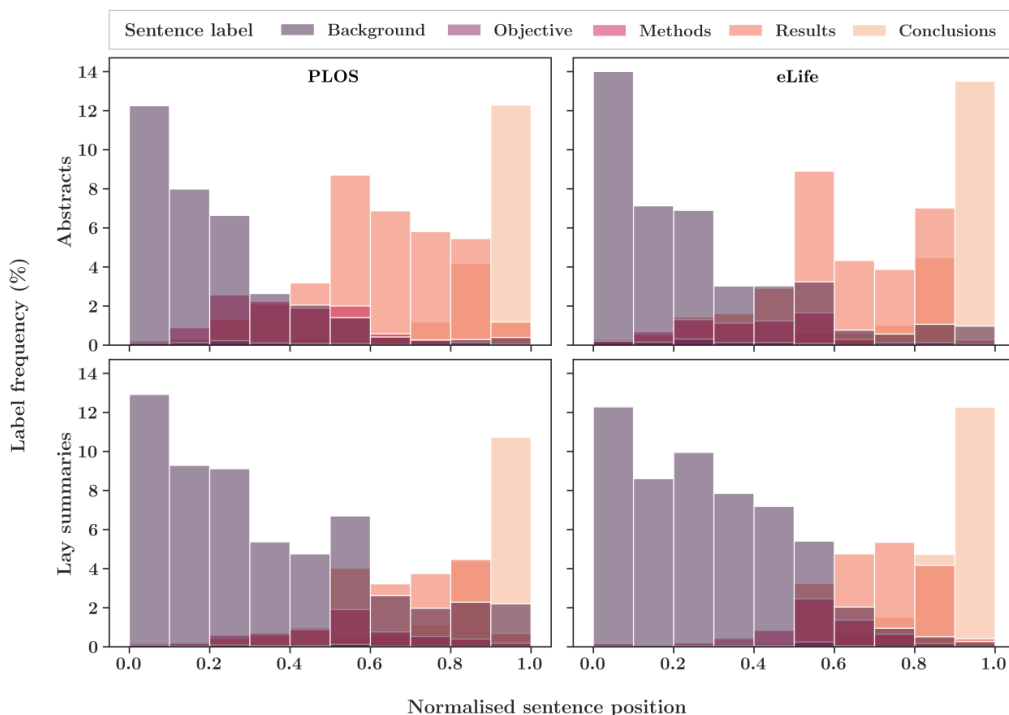 Sentence label Background Objective Methods Results Conclusions
PLOS
eLife
14
12
10
8
6
4
2
0
Abstracts
14
12
10
8
6
4
2
0
Lay summaries
Label frequency (%)
0.0 0.2 0.4 0.6 0.8 1.0
0.0 0.2 0.4 0.6 0.8 1.0
Normalised sentence position